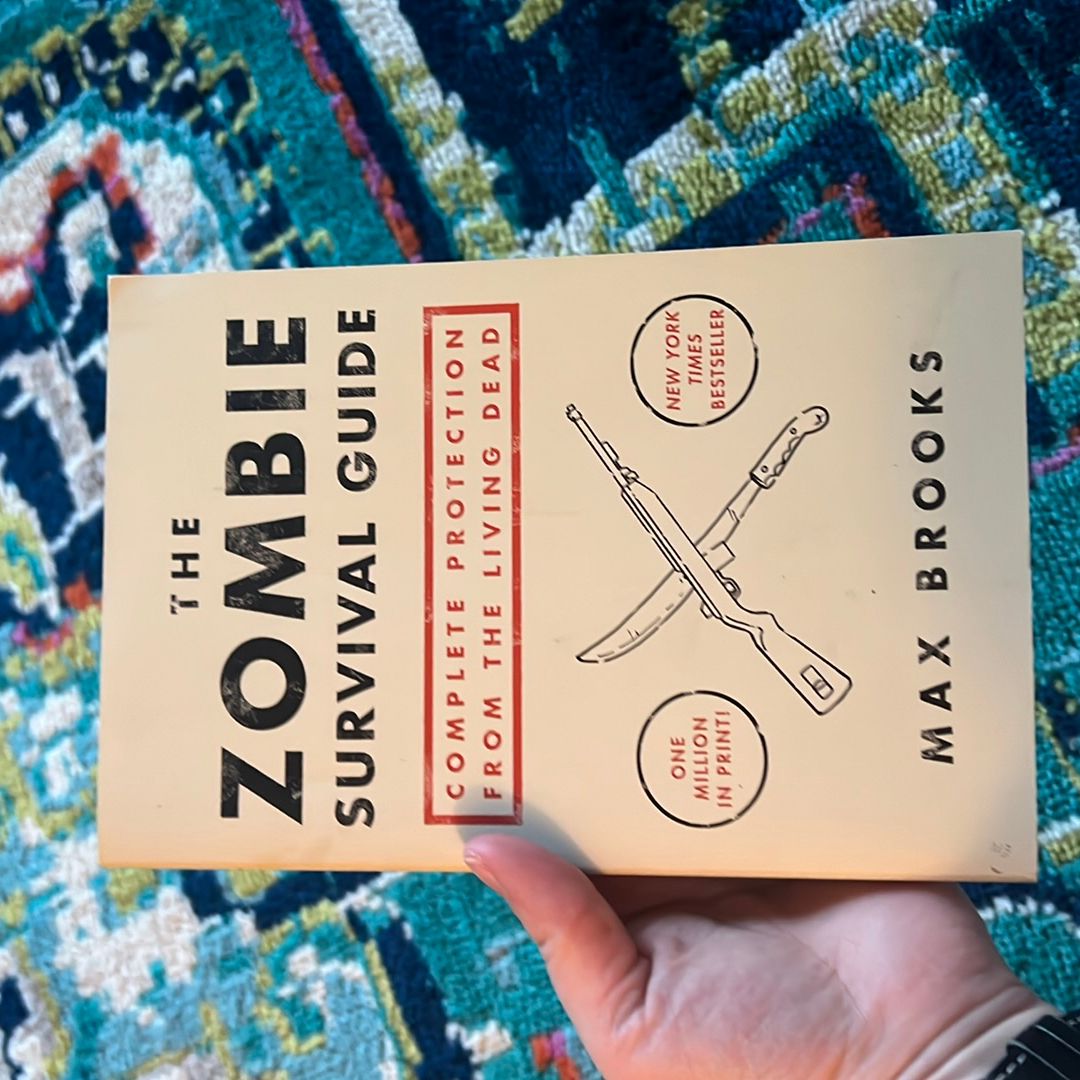 THE
ZOMBIE
SURVIVAL GUIDE
COMPLETE PROTECTION
FROM THE LIVING DEAD
ONE
MILLION
IN PRINT!
NEW YORK
TIMES
BESTSELLER
MAX BROOKS